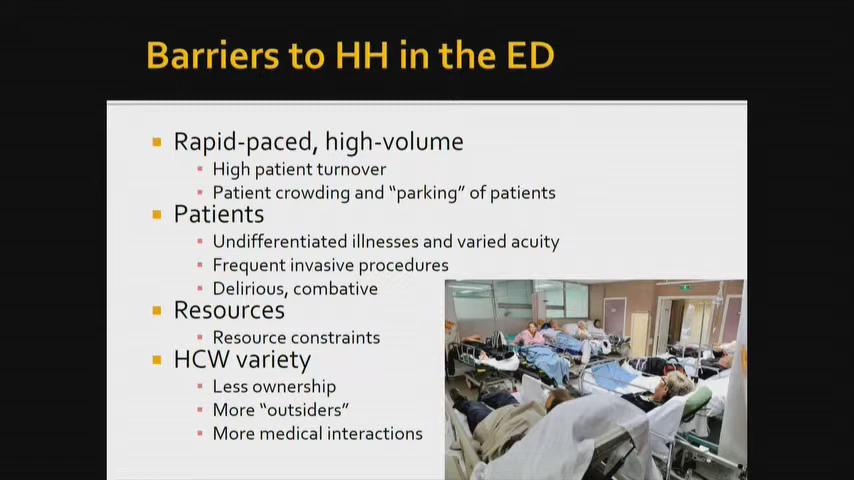 Barriers to HH in the ED
Rapid-paced, high-volume
High patient turnover
Patient crowding and “parking” of patients
Patients
Undifferentiated illnesses and varied acuity
Frequent invasive procedures
Delirious, combative
Resources
Resource constraints
HCW variety
Less ownership
More “outsiders”
More medical interactions